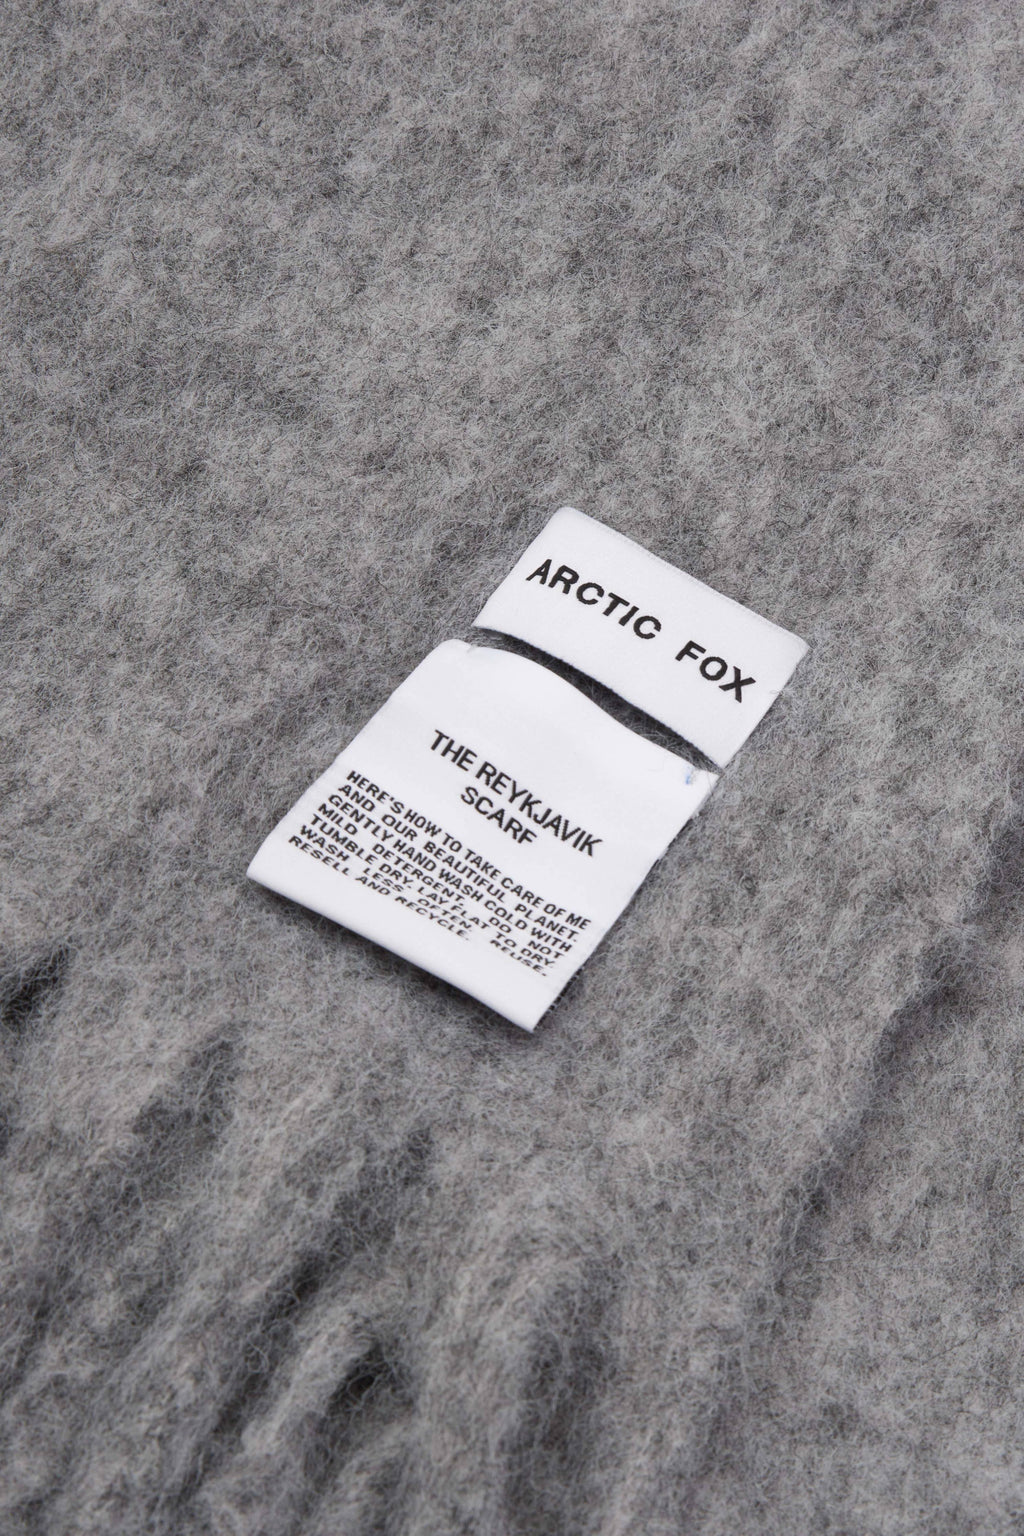 ARCTIC FOX
THE REYKJAVIK
SCARF
HERE'S HOW TO TAKE CARE OF ME
AND OUR BEAUTIFUL PLANET.
GENTLY HAND WASH COLD WITH
MILD DETERGENT. DO NOT
TUMBLE DRY. LAY FLAT TO DRY.
WASH LESS OFTEN. REUSE.
RESELL AND RECYCLE.